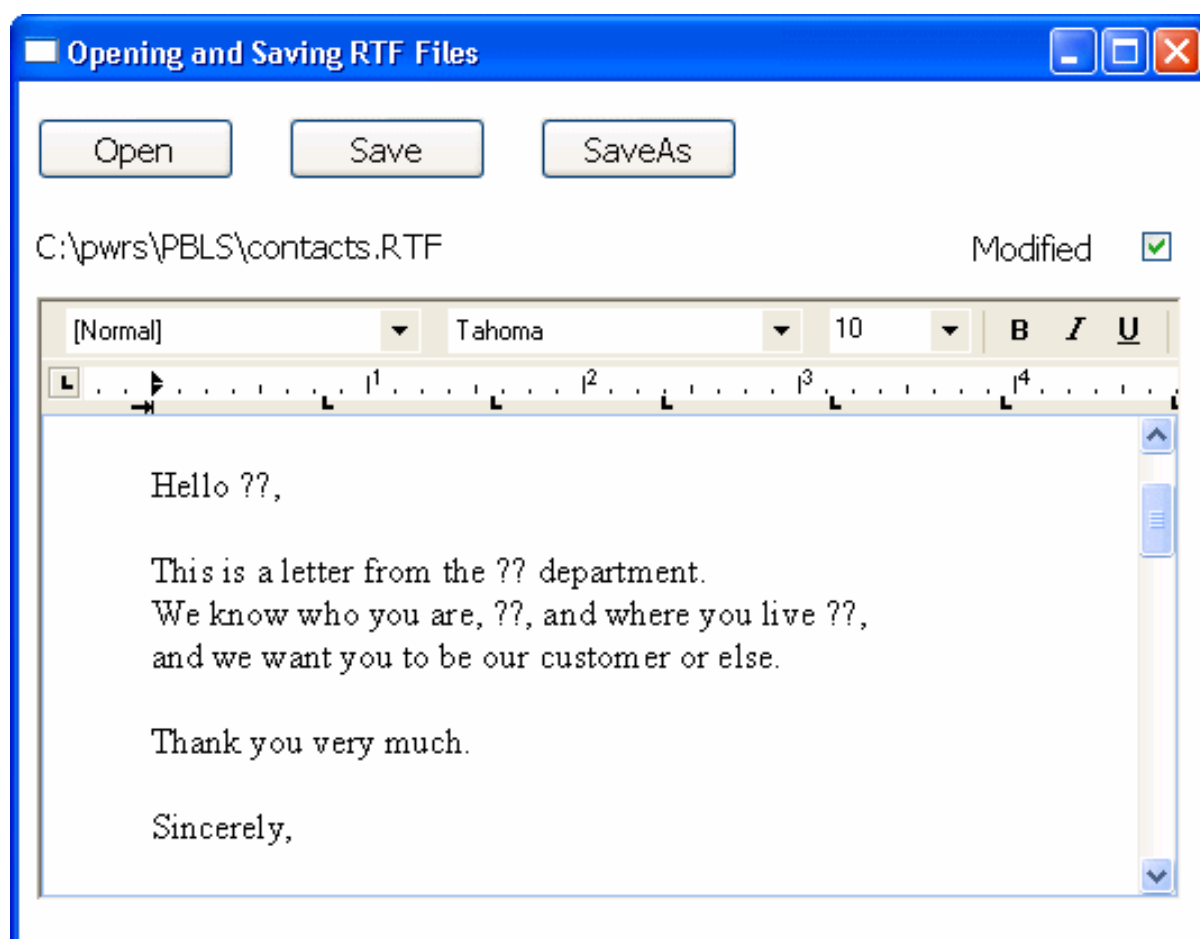 Opening and Saving RTF Files
Open Save SaveAs
C:\pwrs\PBLS\contacts.RTF Modified
[Normal] Tahoma 10 B I U
L 1 2 3 4
Hello ??,
This is a letter from the ?? department.
We know who you are, ??, and where you live ??,
and we want you to be our customer or else.
Thank you very much.
Sincerely,